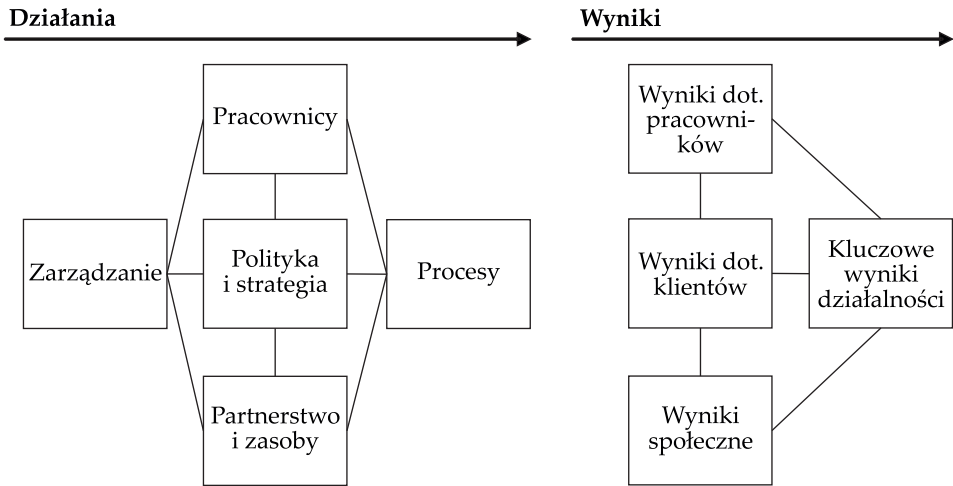 Działania
Wyniki
Pracownicy
Zarządzanie
Polityka
i strategia
Procesy
Partnerstwo
i zasoby
Wyniki dot.
pracowni-
ków
Wyniki dot.
klientów
Kluczowe
wyniki
działalności
Wyniki
społeczne